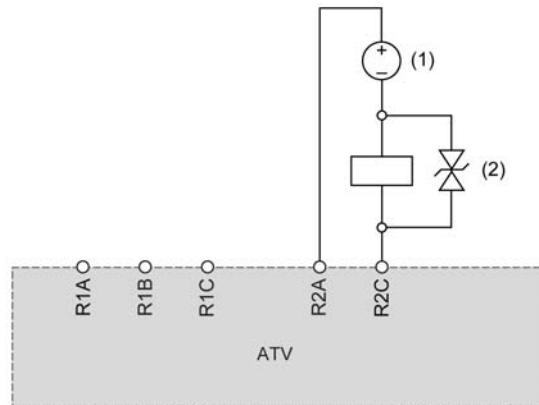 +
−
(1)
(2)
R1A
R1B
R1C
R2A
R2C
ATV